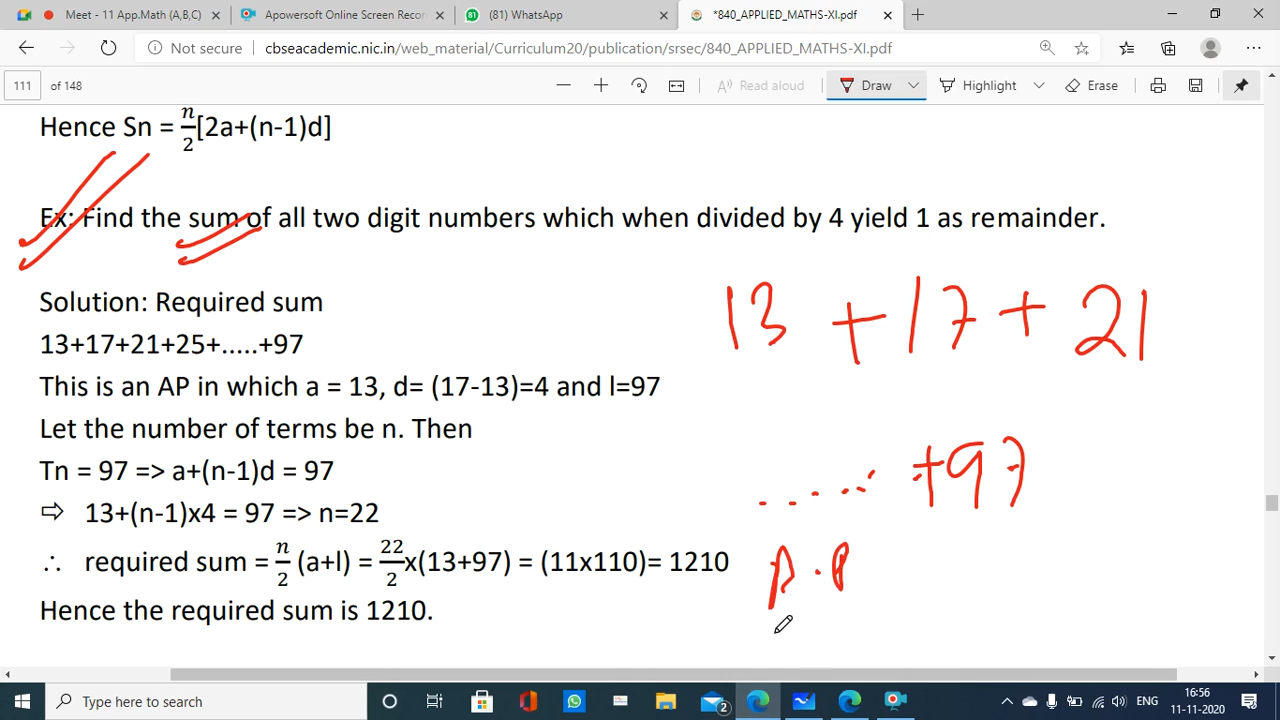 Meet - 11 App.Math (A,B,C)
Apowersoft Online Screen Recor
(81) WhatsApp
*840_APPLIED_MATHS-XI.pdf
Not secure
cbseacademic.nic.in/web_material/Curriculum20/publication/srsec/840_APPLIED_MATHS-XI.pdf
111 of 148
Read aloud
Draw
Highlight
Erase
Hence Sn = n/2[2a+(n-1)d]
Ex: Find the sum of all two digit numbers which when divided by 4 yield 1 as remainder.
Solution: Required sum
13 + 17 + 21
13+17+21+25+.....+97
This is an AP in which a = 13, d= (17-13)=4 and l=97
Let the number of terms be n. Then
Tn = 97 => a+(n-1)d = 97
..... +97
⇨ 13+(n-1)x4 = 97 => n=22
∴ required sum = n/2 (a+l) = 22/2x(13+97) = (11x110)= 1210
A.P
Hence the required sum is 1210.
Type here to search
2
ENG
16:56
11-11-2020